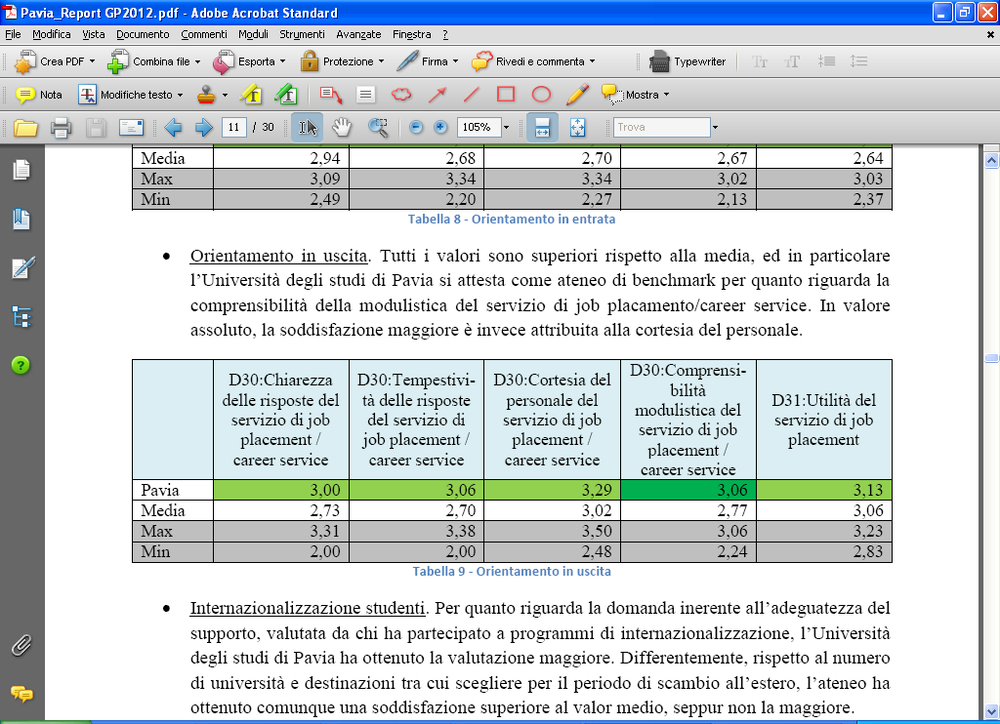 Pavia_Report GP2012.pdf - Adobe Acrobat Standard
File Modifica Vista Documento Commenti Moduli Strumenti Avanzate Finestra ?
Crea PDF Combina file Esporta Protezione Firma Rivedi e commenta Typewriter
Nota Modifiche testo Mostra
11 / 30 105% Trova
Media 2,94 2,68 2,70 2,67 2,64
Max 3,09 3,34 3,34 3,02 3,03
Min 2,49 2,20 2,27 2,13 2,37
Tabella 8 - Orientamento in entrata
• Orientamento in uscita. Tutti i valori sono superiori rispetto alla media, ed in particolare
l’Università degli studi di Pavia si attesta come ateneo di benchmark per quanto riguarda la
comprensibilità della modulistica del servizio di job placamento/career service. In valore
assoluto, la soddisfazione maggiore è invece attribuita alla cortesia del personale.
D30:Chiarezza
delle risposte del
servizio di job
placement /
career service
D30:Tempestivi-
tà delle risposte
del servizio di
job placement /
career service
D30:Cortesia del
personale del
servizio di job
placement /
career service
D30:Comprensi-
bilità
modulistica del
servizio di job
placement /
career service
D31:Utilità del
servizio di job
placement
Pavia 3,00 3,06 3,29 3,06 3,13
Media 2,73 2,70 3,02 2,77 3,06
Max 3,31 3,38 3,50 3,06 3,23
Min 2,00 2,00 2,48 2,24 2,83
Tabella 9 - Orientamento in uscita
• Internazionalizzazione studenti. Per quanto riguarda la domanda inerente all’adeguatezza del
supporto, valutata da chi ha partecipato a programmi di internazionalizzazione, l’Università
degli studi di Pavia ha ottenuto la valutazione maggiore. Differentemente, rispetto al numero
di università e destinazioni tra cui scegliere per il periodo di scambio all’estero, l’ateneo ha
ottenuto comunque una soddisfazione superiore al valor medio, seppur non la maggiore.